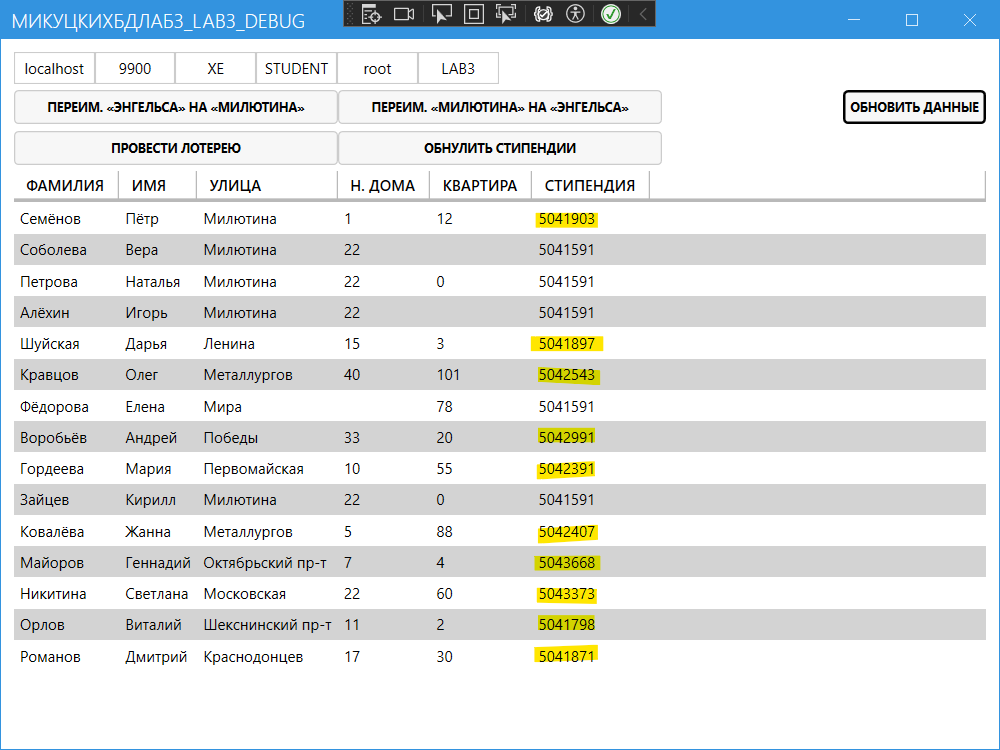 МИКУЦКИХБДЛАБ3_LAB3_DEBUG
localhost 9900 XE STUDENT root LAB3
ПЕРЕИМ. «ЭНГЕЛЬСА» НА «МИЛЮТИНА» ПЕРЕИМ. «МИЛЮТИНА» НА «ЭНГЕЛЬСА» ОБНОВИТЬ ДАННЫЕ
ПРОВЕСТИ ЛОТЕРЕЮ ОБНУЛИТЬ СТИПЕНДИИ
ФАМИЛИЯ ИМЯ УЛИЦА Н. ДОМА КВАРТИРА СТИПЕНДИЯ
Семёнов Пётр Милютина 1 12 5041903
Соболева Вера Милютина 22 5041591
Петрова Наталья Милютина 22 0 5041591
Алёхин Игорь Милютина 22 5041591
Шуйская Дарья Ленина 15 3 5041897
Кравцов Олег Металлургов 40 101 5042543
Фёдорова Елена Мира 78 5041591
Воробьёв Андрей Победы 33 20 5042991
Гордеева Мария Первомайская 10 55 5042391
Зайцев Кирилл Милютина 22 0 5041591
Ковалёва Жанна Металлургов 5 88 5042407
Майоров Геннадий Октябрьский пр-т 7 4 5043668
Никитина Светлана Московская 22 60 5043373
Орлов Виталий Шекснинский пр-т 11 2 5041798
Романов Дмитрий Краснодонцев 17 30 5041871